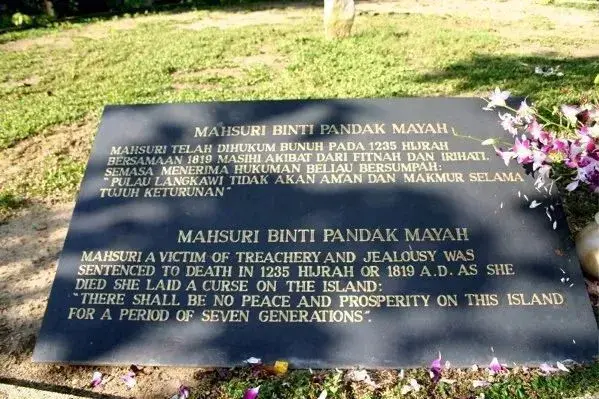 MAHSURI BINTI PANDAK MAYAH
MAHSURI TELAH DIHUKUM BUNUH PADA 1235 HIJRAH
BERSAMAAN 1819 MASIHI AKIBAT DARI FITNAH DAN IRIHATI.
SEMASA MENERIMA HUKUMAN BELIAU BERSUMPAH:
"PULAU LANGKAWI TIDAK AKAN AMAN DAN MAKMUR SELAMA
TUJUH KETURUNAN"
MAHSURI BINTI PANDAK MAYAH
MAHSURI A VICTIM OF TREACHERY AND JEALOUSY WAS
SENTENCED TO DEATH IN 1235 HIJRAH OR 1819 A.D. AS SHE
DIED SHE LAID A CURSE ON THE ISLAND:
"THERE SHALL BE NO PEACE AND PROSPERITY ON THIS ISLAND
FOR A PERIOD OF SEVEN GENERATIONS".